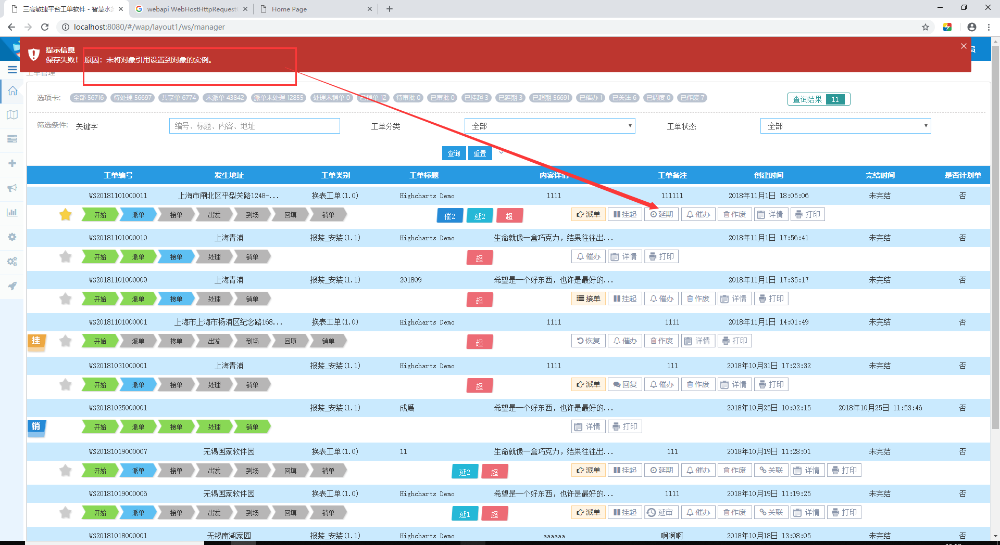 三高敏捷平台工单软件 - 智慧水务
webapi WebHostHttpRequestC
Home Page
localhost:8080/#/wap/layout1/ws/manager
提示信息
保存失败! 原因: 未将对象引用设置到对象的实例。
员
工单管理
选项卡: 全部 56716 待处理 56697 共享单 6774 未派单 43842 派单未处理 12855 处理未销单 0 已销单 12 待审批 0 已审批 0 已挂起 3 已延期 3 已超期 56691 已催办 1 已关注 6 已调度 0 已作废 7 查询结果 11
筛选条件: 关键字 编号、标题、内容、地址 工单分类 全部 工单状态 全部
查询 重置
工单编号 发生地址 工单类别 工单标题 内容详情 工单备注 创建时间 完结时间 是否计划单
WS20181101000011 上海市闸北区平型关路1248-... 换表工单(1.0) Highcharts Demo 1111 111111 2018年11月1日 18:05:06 未完结 否
开始 派单 接单 出发 到场 回填 销单 催2 延2 超 派单 挂起 延期 催办 作废 详情 打印
WS20181101000010 上海青浦 报装_安装(1.1) Highcharts Demo 生命就像一盒巧克力，结果往往出... 2018年11月1日 17:56:41 未完结 否
开始 派单 接单 处理 销单 超 催办 详情 打印
WS20181101000009 上海青浦 报装_安装(1.1) 201809 希望是一个好东西，也许是最好的... 2018年11月1日 17:35:17 未完结 否
开始 派单 接单 处理 销单 超 接单 挂起 催办 作废 详情 打印
WS20181101000001 上海市上海市杨浦区纪念路168... 换表工单(1.0) Highcharts Demo 1111 1111 2018年11月1日 14:01:49 未完结 否
挂 开始 派单 接单 出发 到场 回填 销单 超 恢复 催办 作废 详情 打印
WS20181031000001 上海青浦 报装_安装(1.1) Highcharts Demo 1111 111 2018年10月31日 17:23:32 未完结 否
开始 派单 接单 处理 销单 超 派单 回复 催办 作废 详情 打印
WS20181025000001 报装_安装(1.1) 成爲 希望是一个好东西，也许是最好的... 2018年10月25日 10:02:15 2018年10月25日 11:53:46 否
销 开始 派单 接单 处理 销单 详情 打印
WS20181019000007 无锡国家软件园 换表工单(1.0) 11 生命就像一盒巧克力，结果往往出... 111 2018年10月19日 11:28:01 未完结 否
开始 派单 接单 出发 到场 回填 销单 延2 超 派单 挂起 延期 催办 作废 关联 详情 打印
WS20181019000006 无锡国家软件园 换表工单(1.0) Highcharts Demo 希望是一个好东西，也许是最好的... 1111 2018年10月19日 11:19:25 未完结 否
开始 派单 接单 出发 到场 回填 销单 延1 超 派单 挂起 延审 催办 作废 关联 详情 打印
WS20181018000001 无锡南湖家园 报装_安装(1.1) Highcharts Demo aaaaaa 啊啊啊 2018年10月18日 13:08:05 未完结 否